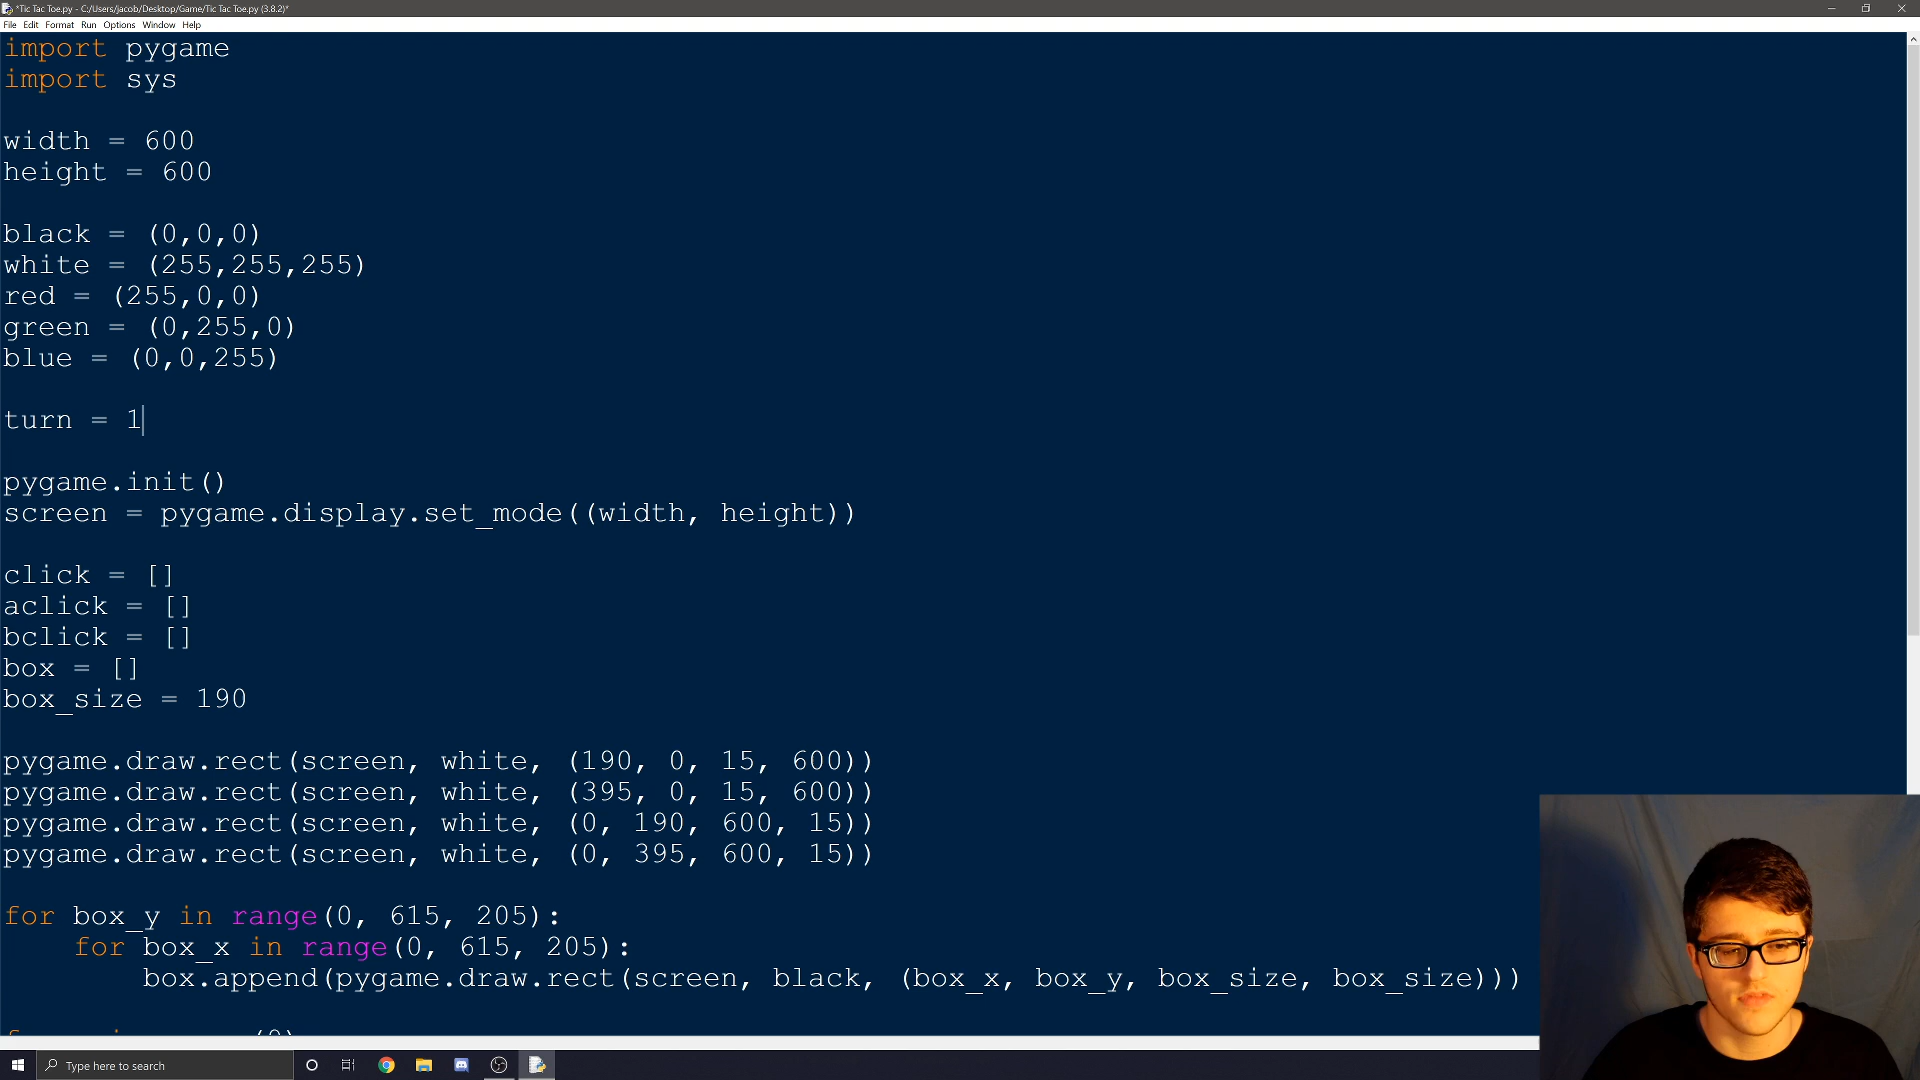 *Tic Tac Toe.py - C:/Users/jacob/Desktop/Game/Tic Tac Toe.py (3.8.2)*
File Edit Format Run Options Window Help
import pygame
import sys
width = 600
height = 600
black = (0,0,0)
white = (255,255,255)
red = (255,0,0)
green = (0,255,0)
blue = (0,0,255)
turn = 1
pygame.init()
screen = pygame.display.set_mode((width, height))
click = []
aclick = []
bclick = []
box = []
box_size = 190
pygame.draw.rect(screen, white, (190, 0, 15, 600))
pygame.draw.rect(screen, white, (395, 0, 15, 600))
pygame.draw.rect(screen, white, (0, 190, 600, 15))
pygame.draw.rect(screen, white, (0, 395, 600, 15))
for box_y in range(0, 615, 205):
    for box_x in range(0, 615, 205):
        box.append(pygame.draw.rect(screen, black, (box_x, box_y, box_size, box_size)))
Type here to search